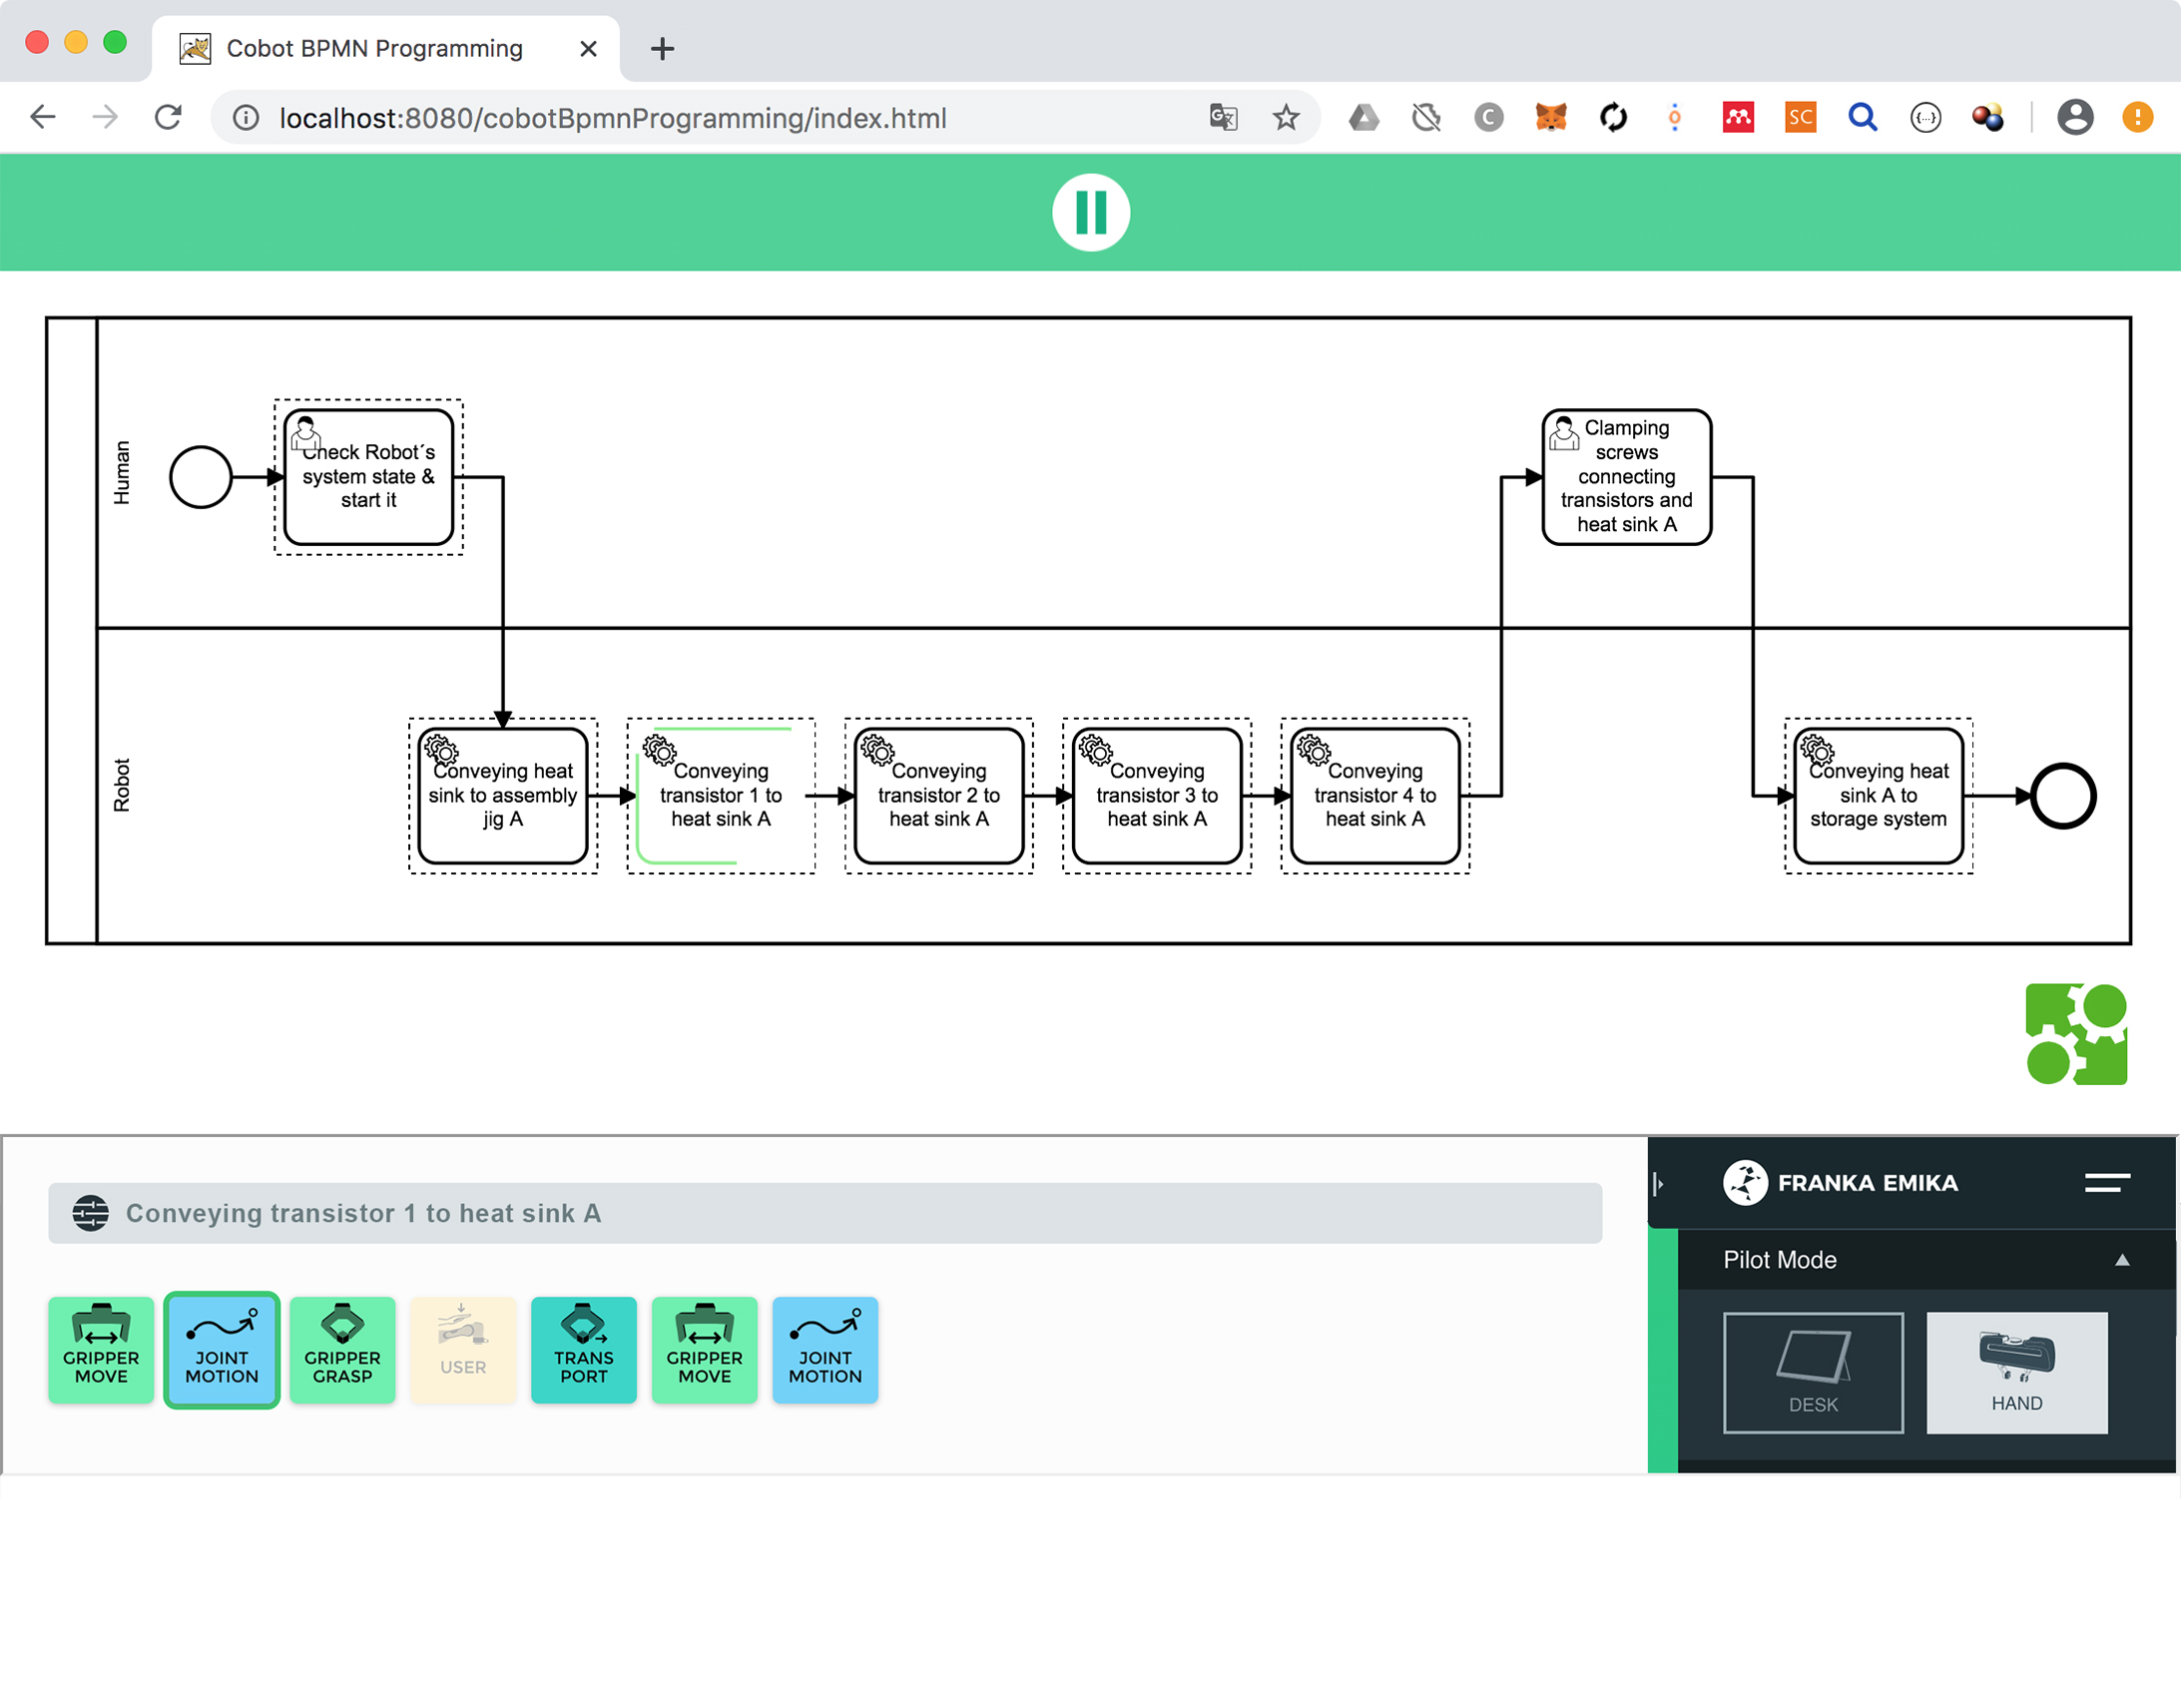 Cobot BPMN Programming
localhost:8080/cobotBpmnProgramming/index.html
C
SC
{...}
Human
Check Robot´s
system state &
start it
Clamping
screws
connecting
transistors and
heat sink A
Robot
Conveying heat
sink to assembly
jig A
Conveying
transistor 1 to
heat sink A
Conveying
transistor 2 to
heat sink A
Conveying
transistor 3 to
heat sink A
Conveying
transistor 4 to
heat sink A
Conveying heat
sink A to
storage system
Conveying transistor 1 to heat sink A
GRIPPER
MOVE
JOINT
MOTION
GRIPPER
GRASP
USER
TRANS
PORT
GRIPPER
MOVE
JOINT
MOTION
FRANKA EMIKA
Pilot Mode
DESK
HAND